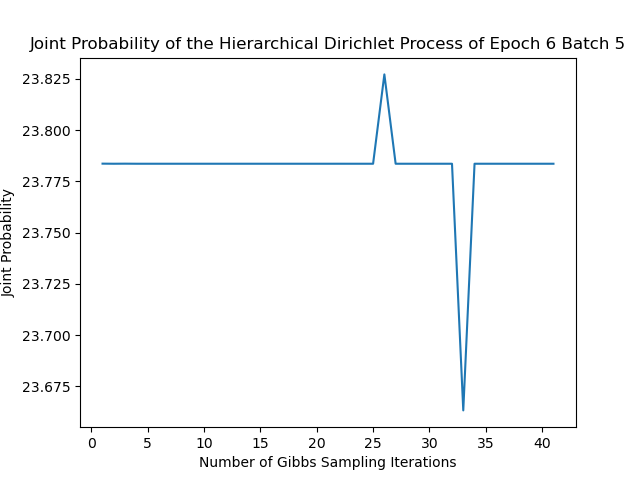 Joint Probability of the Hierarchical Dirichlet Process of Epoch 6 Batch 5
23.825
23.800
23.775
23.750
23.725
23.700
23.675
Joint Probability
0 5 10 15 20 25 30 35 40
Number of Gibbs Sampling Iterations